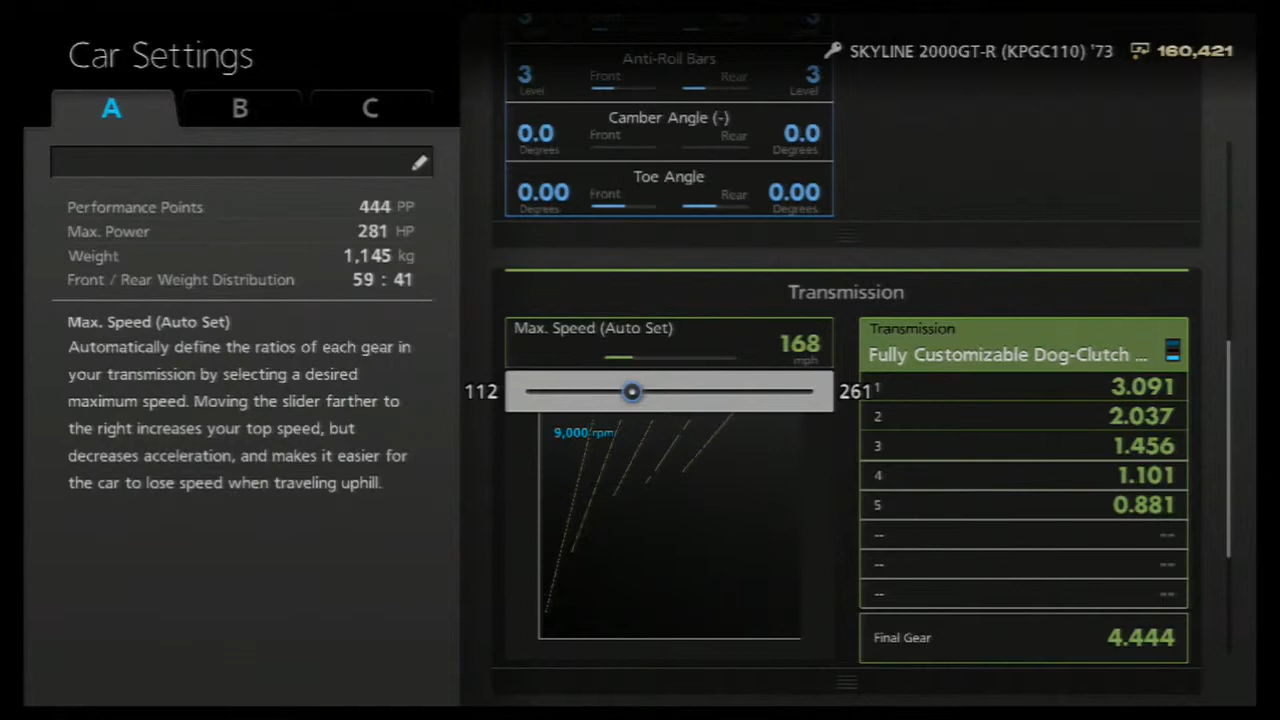 Car Settings
SKYLINE 2000GT-R (KPGC110) '73
160,421
A
B
C
Performance Points
444 PP
Max. Power
281 HP
Weight
1,145 kg
Front / Rear Weight Distribution
59 : 41
Max. Speed (Auto Set)
Automatically define the ratios of each gear in
your transmission by selecting a desired
maximum speed. Moving the slider farther to
the right increases your top speed, but
decreases acceleration, and makes it easier for
the car to lose speed when traveling uphill.
3
3
Anti-Roll Bars
3
Front
Rear
3
Level
Level
Camber Angle (-)
0.0
Front
Rear
0.0
Degrees
Degrees
Toe Angle
0.00
Front
Rear
0.00
Degrees
Degrees
Transmission
Max. Speed (Auto Set)
168
mph
112
261
9,000 rpm
Transmission
Fully Customizable Dog-Clutch ...
1 3.091
2 2.037
3 1.456
4 1.101
5 0.881
-- --
-- --
-- --
Final Gear 4.444